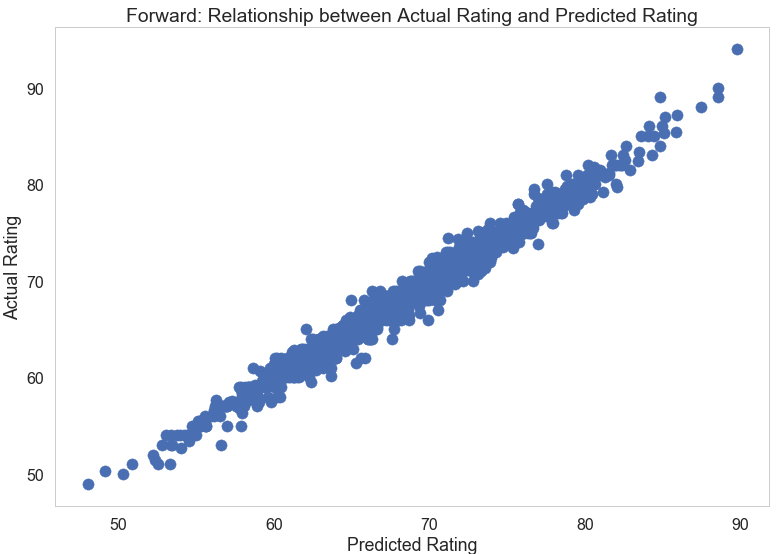 Forward: Relationship between Actual Rating and Predicted Rating
90
80
70
60
50
Actual Rating
50 60 70 80 90
Predicted Rating